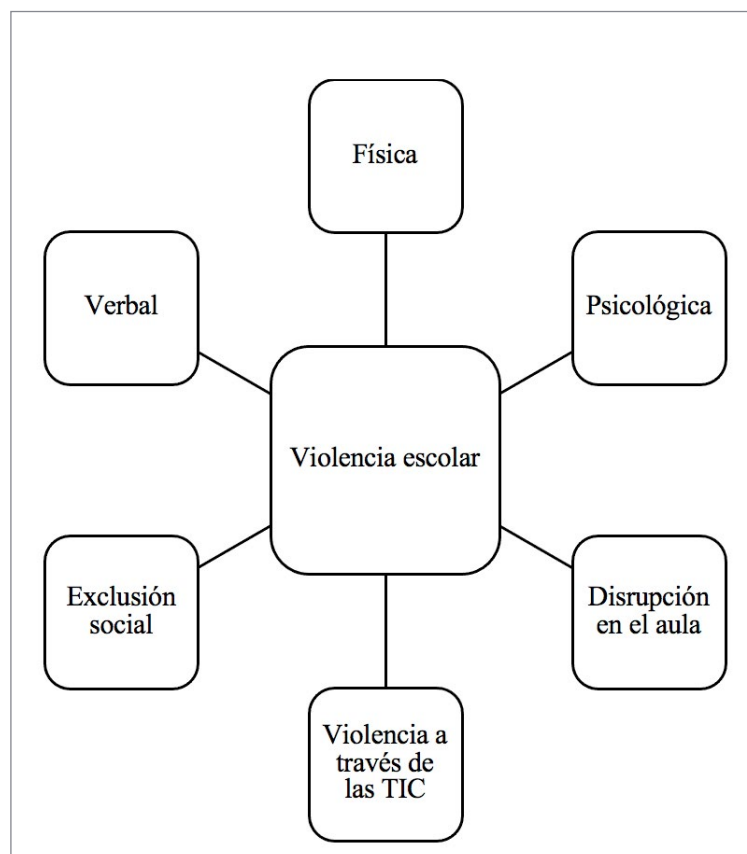 Física
Verbal
Psicológica
Violencia escolar
Exclusión
social
Disrupción
en el aula
Violencia a
través de
las TIC